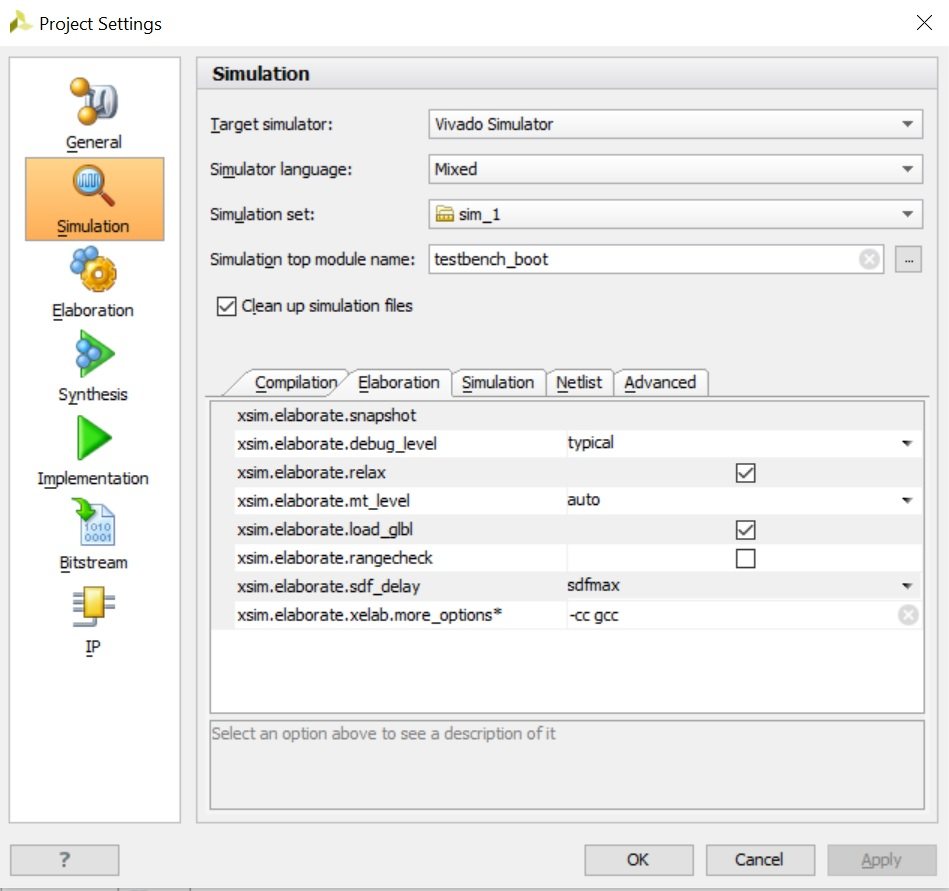 Project Settings
General
Simulation
Elaboration
Synthesis
Implementation
1010
0001
Bitstream
IP
Simulation
Target simulator: Vivado Simulator
Simulator language: Mixed
Simulation set: sim_1
Simulation top module name: testbench_boot ...
Clean up simulation files
Compilation Elaboration Simulation Netlist Advanced
xsim.elaborate.snapshot
xsim.elaborate.debug_level typical
xsim.elaborate.relax
xsim.elaborate.mt_level auto
xsim.elaborate.load_glbl
xsim.elaborate.rangecheck
xsim.elaborate.sdf_delay sdfmax
xsim.elaborate.xelab.more_options* -cc gcc
Select an option above to see a description of it
? OK Cancel Apply